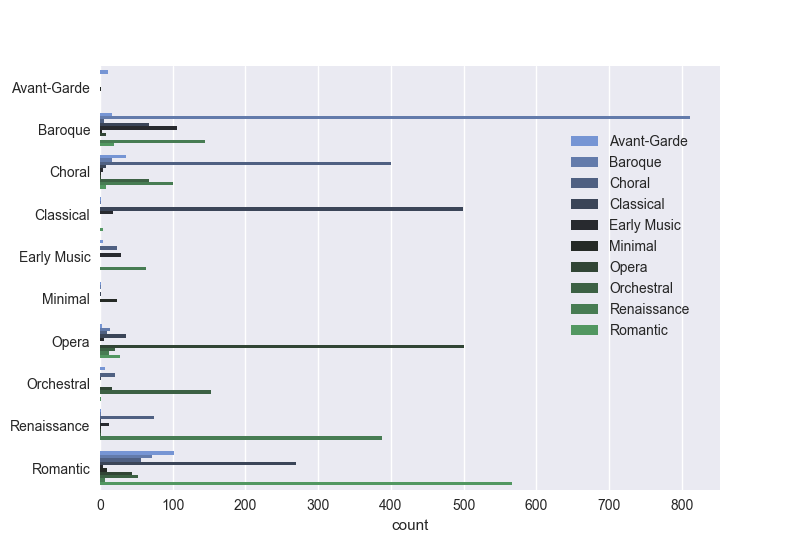 Avant-Garde
Baroque
Choral
Classical
Early Music
Minimal
Opera
Orchestral
Renaissance
Romantic
Avant-Garde
Baroque
Choral
Classical
Early Music
Minimal
Opera
Orchestral
Renaissance
Romantic
0 100 200 300 400 500 600 700 800
count